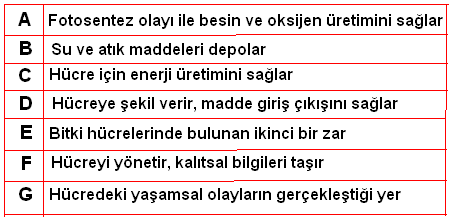 A Fotosentez olayı ile besin ve oksijen üretimini sağlar
B Su ve atık maddeleri depolar
C Hücre için enerji üretimini sağlar
D Hücreye şekil verir, madde giriş çıkışını sağlar
E Bitki hücrelerinde bulunan ikinci bir zar
F Hücreyi yönetir, kalıtsal bilgileri taşır
G Hücredeki yaşamsal olayların gerçekleştiği yer